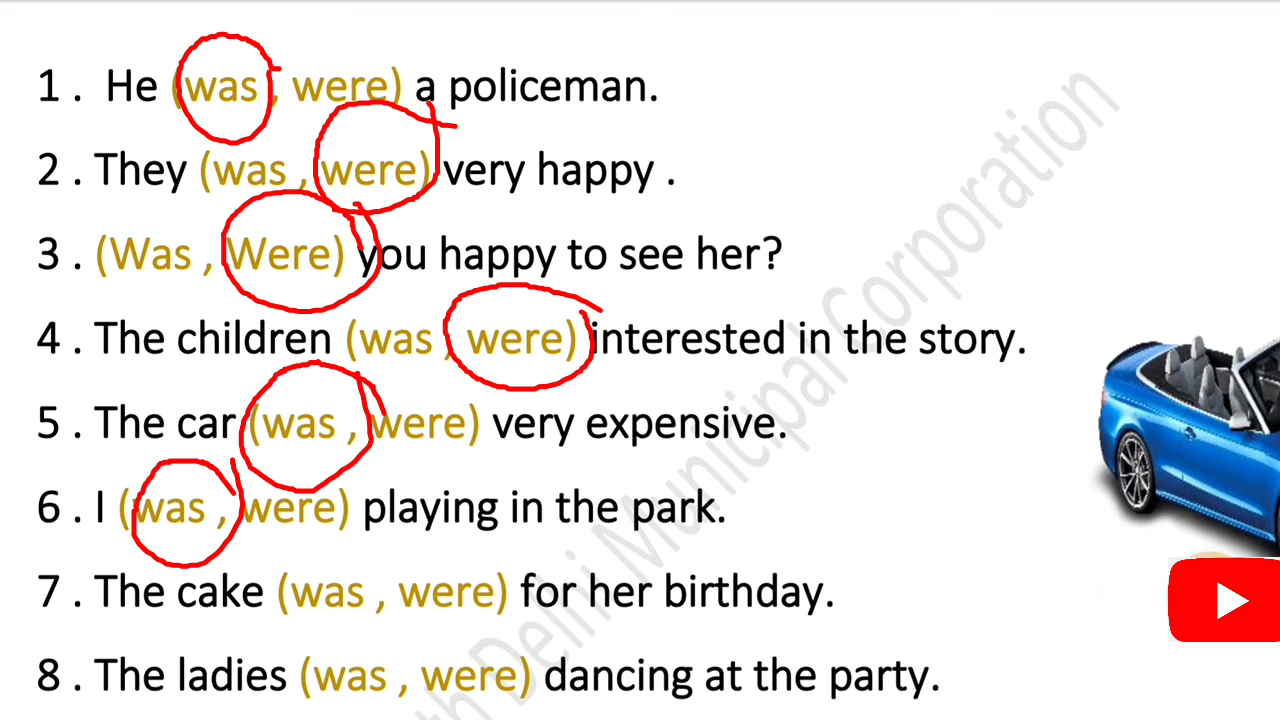 1 . He (was , were) a policeman.
2 . They (was , were) very happy .
3 . (Was , Were) you happy to see her?
4 . The children (was , were) interested in the story.
5 . The car (was , were) very expensive.
6 . I (was , were) playing in the park.
7 . The cake (was , were) for her birthday.
8 . The ladies (was , were) dancing at the party.
Delhi Municipal Corporation